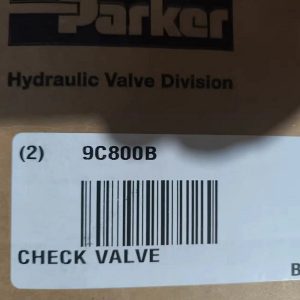 Parker
Hydraulic Valve Division
(2) 9C800B
CHECK VALVE
B